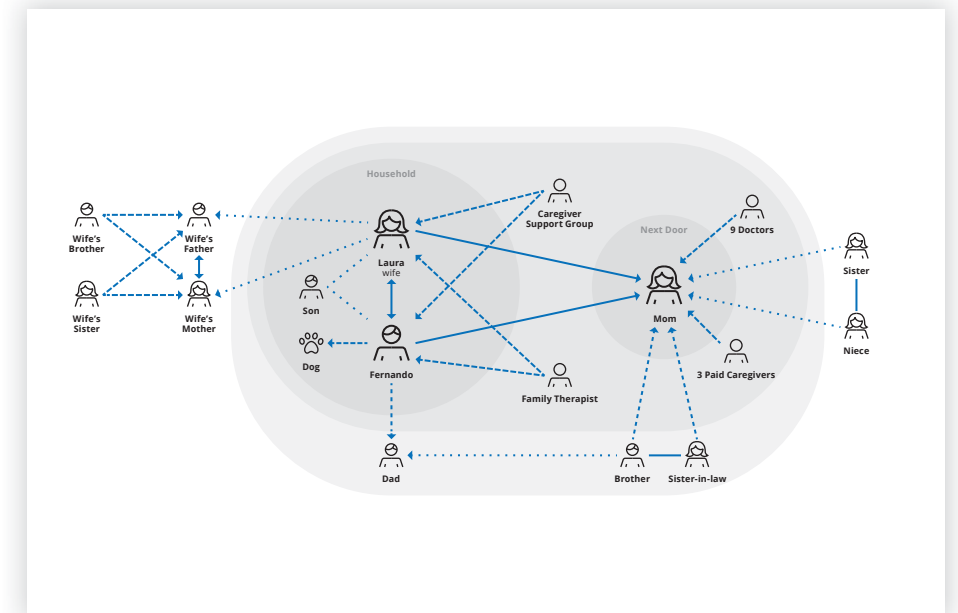 Household
Caregiver
Support Group
9 Doctors
Next Door
Wife's
Brother
Wife's
Father
Laura
wife
Sister
Son
Mom
Wife's
Sister
Wife's
Mother
Niece
Dog
Fernando
3 Paid Caregivers
Family Therapist
Dad
Brother
Sister-in-law